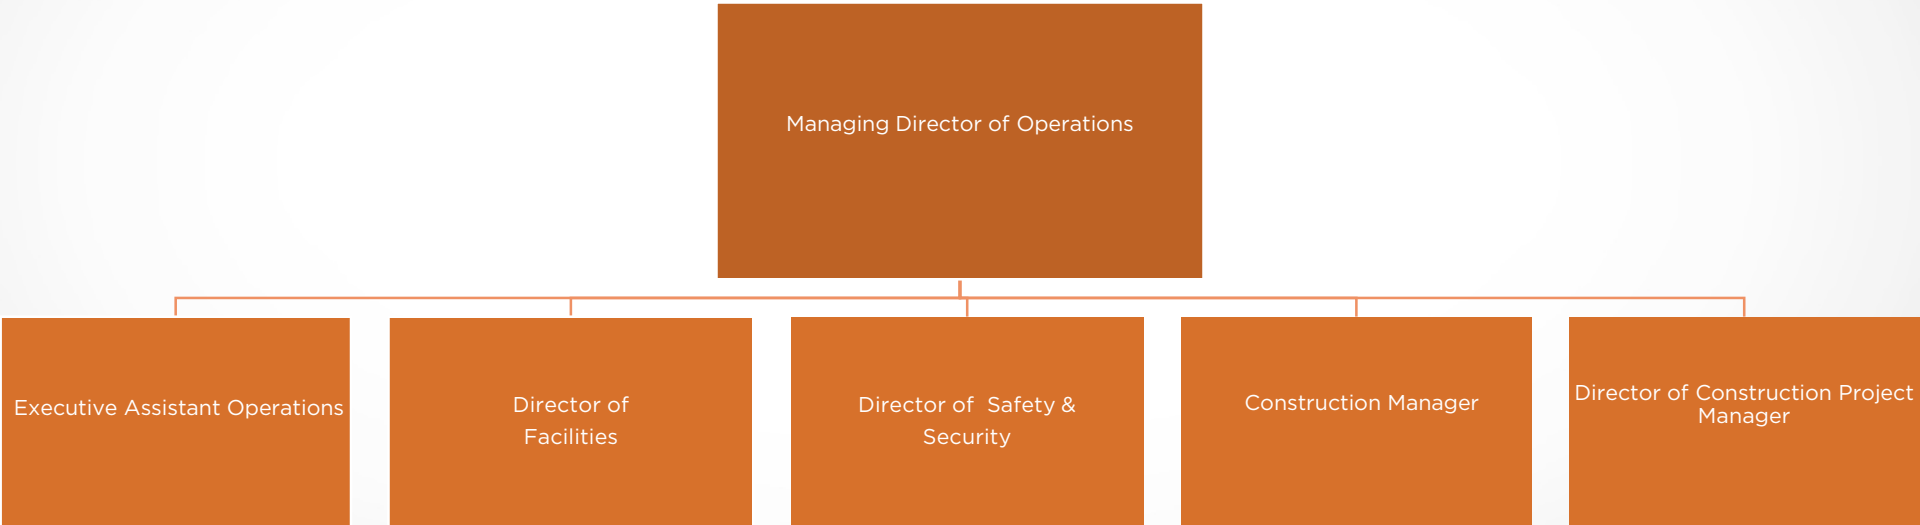 Managing Director of Operations
Executive Assistant Operations
Director of
Facilities
Director of  Safety &
Security
Construction Manager
Director of Construction Project
Manager